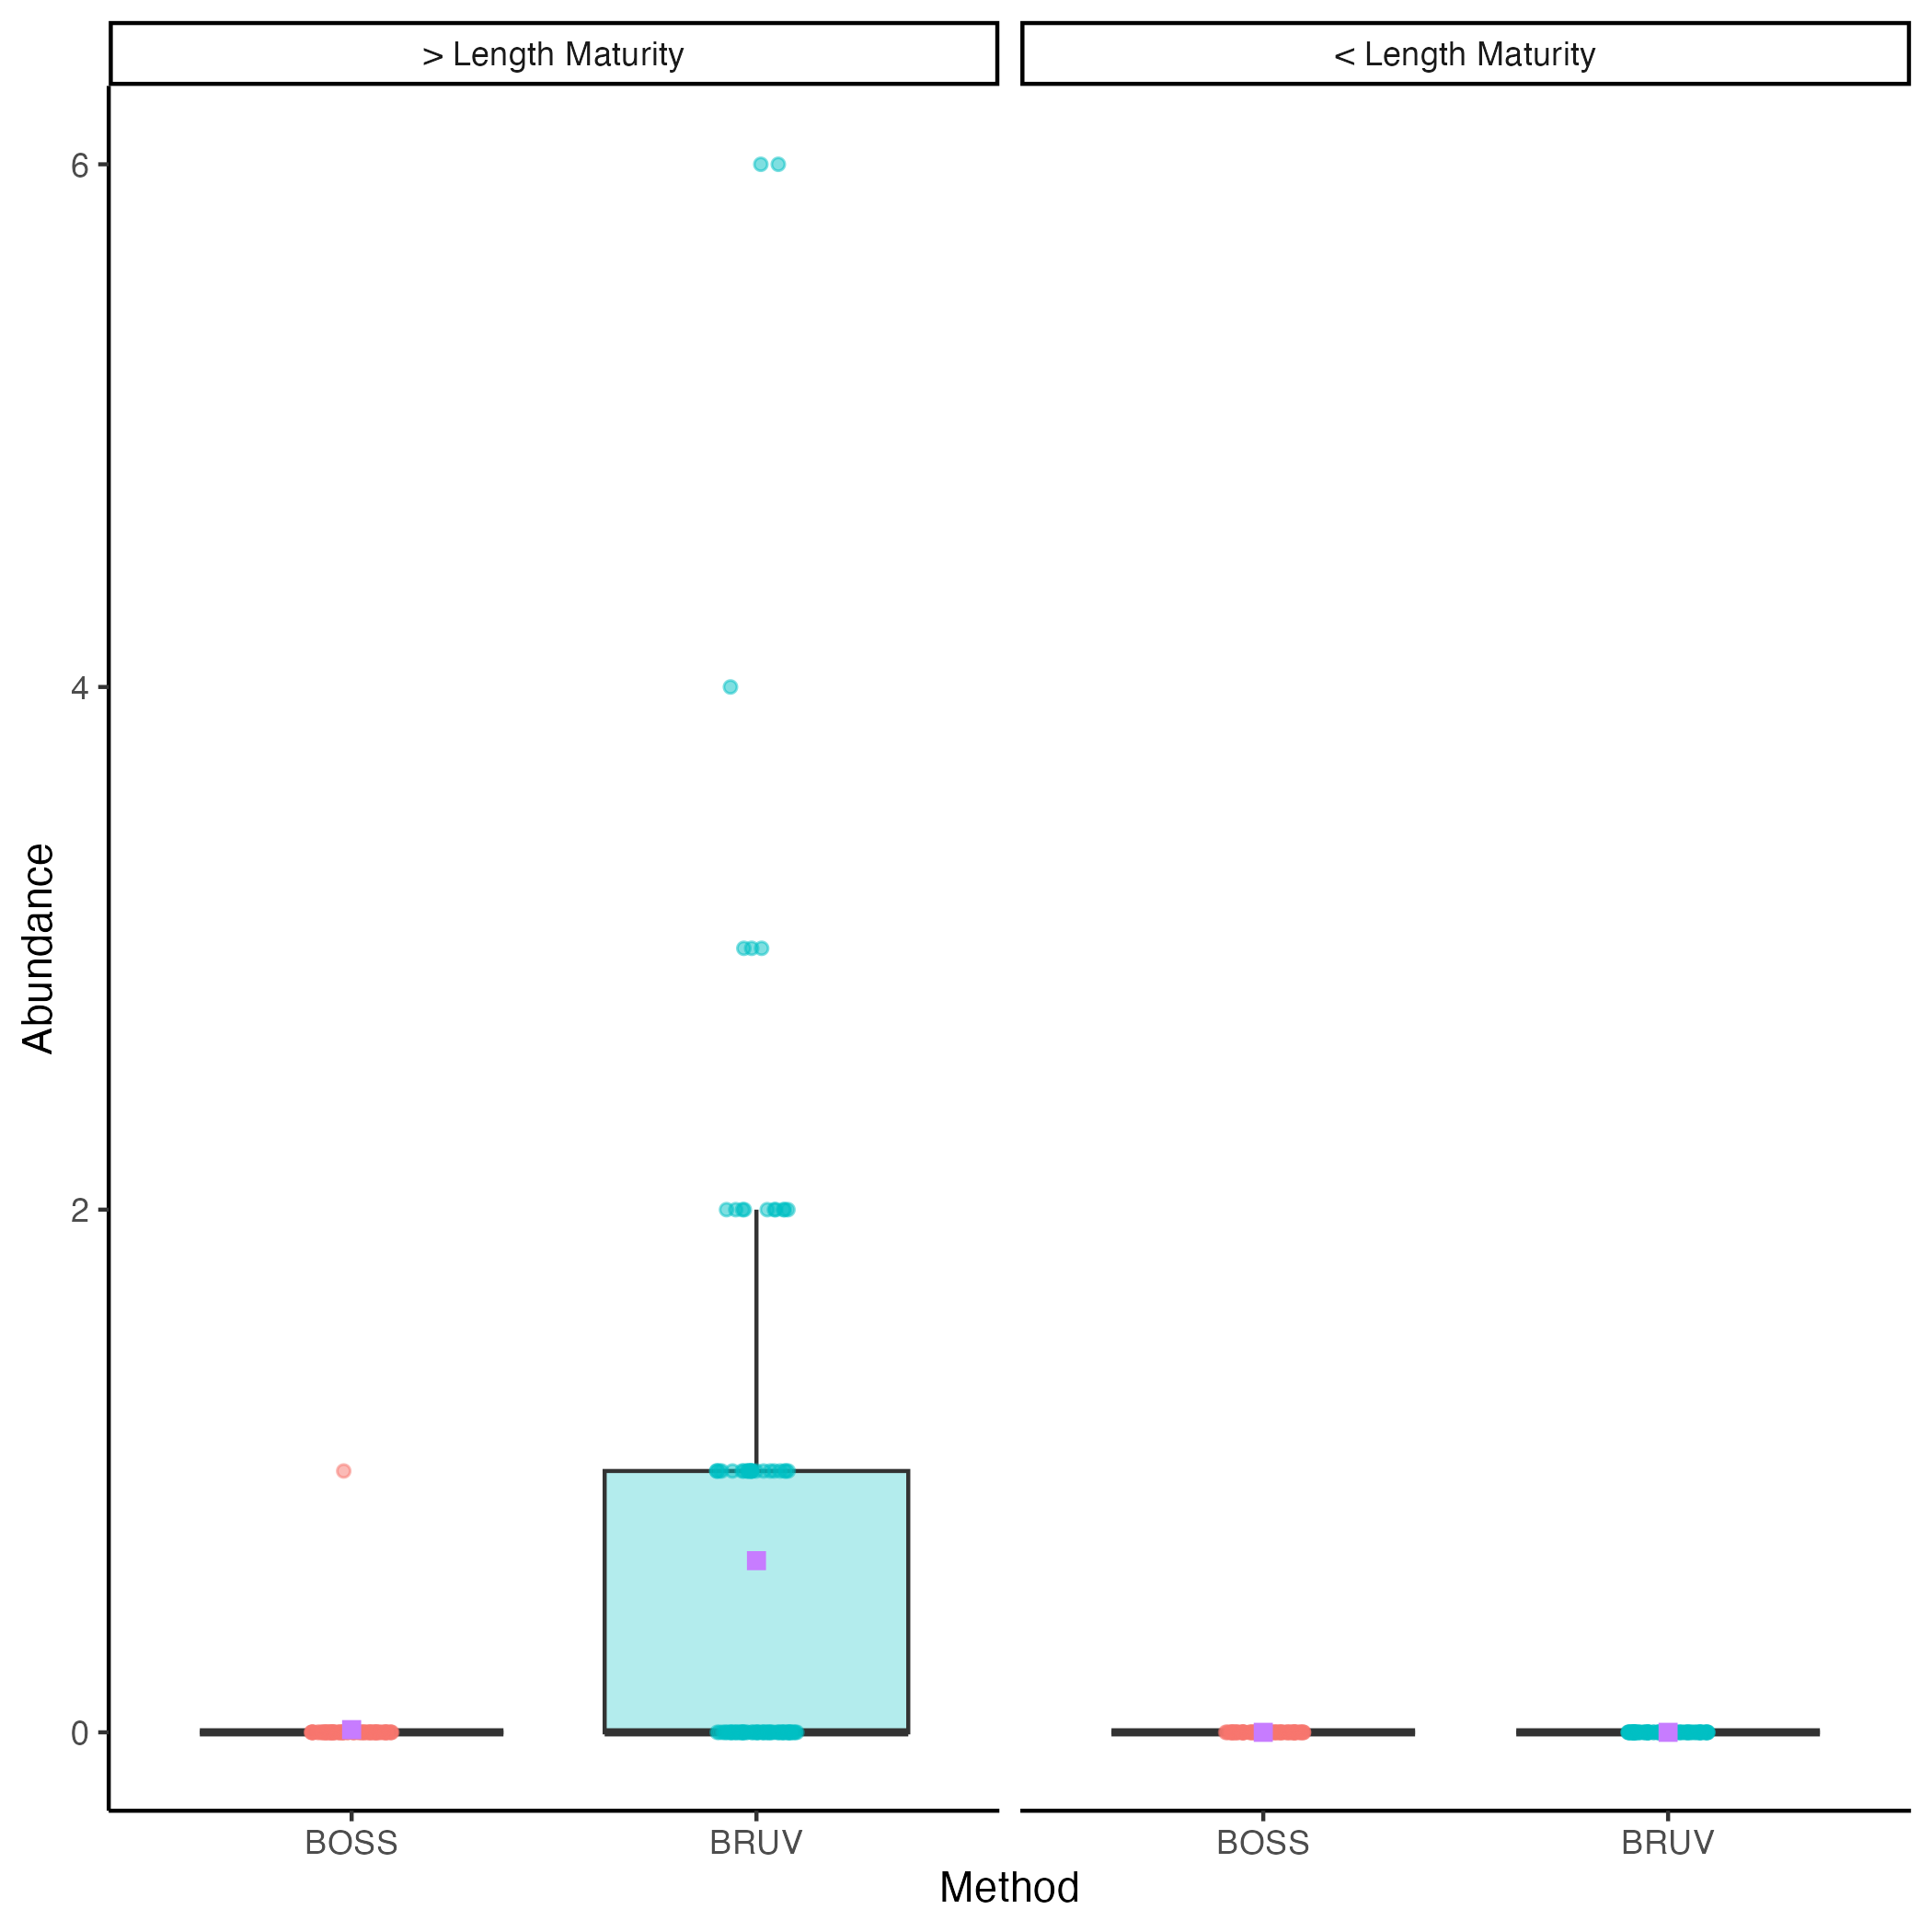 > Length Maturity
< Length Maturity
6
4
2
0
Abundance
BOSS
BRUV
BOSS
BRUV
Method